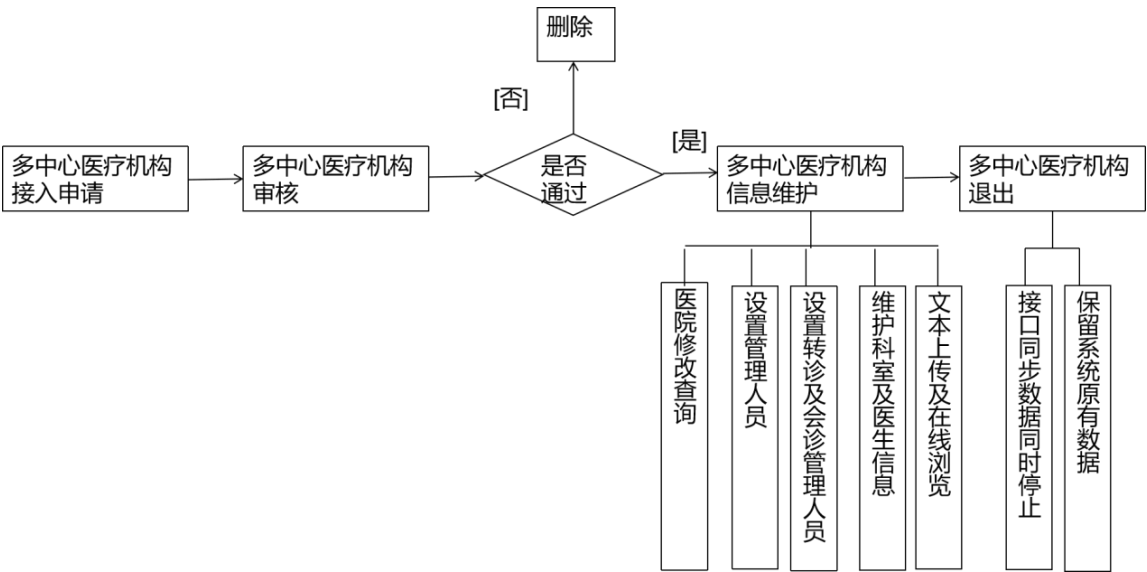 删除
[否]
[是]
多中心医疗机构
接入申请
多中心医疗机构
审核
是否
通过
多中心医疗机构
信息维护
多中心医疗机构
退出
医院修改查询
设置管理人员
设置转诊及会诊管理人员
维护科室及医生信息
文本上传及在线浏览
接口同步数据同时停止
保留系统原有数据